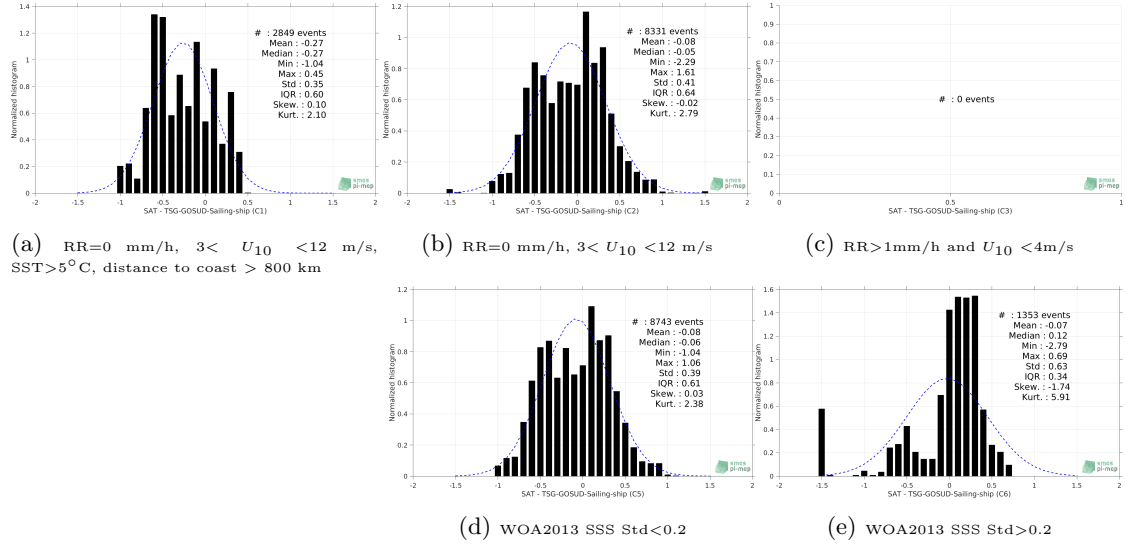 1.4
1.2
1
0.8
0.6
0.4
0.2
0
-2 -1.5 -1 -0.5 0 0.5 1 1.5 2
Normalized histogram
SAT - TSG-GOSUD-Sailing-ship (C1)
# : 2849 events
Mean : -0.27
Median : -0.27
Min : -1.04
Max : 0.45
Std : 0.35
IQR : 0.60
Skew. : 0.10
Kurt. : 2.10
smos
pi-mep
(a) RR=0 mm/h, 3< U10 <12 m/s,
SST>5°C, distance to coast > 800 km
1.2
1
0.8
0.6
0.4
0.2
0
-2 -1.5 -1 -0.5 0 0.5 1 1.5 2
Normalized histogram
SAT - TSG-GOSUD-Sailing-ship (C2)
# : 8331 events
Mean : -0.08
Median : -0.05
Min : -2.29
Max : 1.61
Std : 0.41
IQR : 0.64
Skew. : -0.02
Kurt. : 2.79
smos
pi-mep
(b) RR=0 mm/h, 3< U10 <12 m/s
1
0.9
0.8
0.7
0.6
0.5
0.4
0.3
0.2
0.1
0
0 0.5 1
Normalized histogram
SAT - TSG-GOSUD-Sailing-ship (C3)
# : 0 events
smos
pi-mep
(c) RR>1mm/h and U10 <4m/s
1.2
1
0.8
0.6
0.4
0.2
0
-2 -1.5 -1 -0.5 0 0.5 1 1.5 2
Normalized histogram
SAT - TSG-GOSUD-Sailing-ship (C5)
# : 8743 events
Mean : -0.08
Median : -0.06
Min : -1.04
Max : 1.06
Std : 0.39
IQR : 0.61
Skew. : 0.03
Kurt. : 2.38
smos
pi-mep
(d) WOA2013 SSS Std<0.2
1.6
1.4
1.2
1
0.8
0.6
0.4
0.2
0
-2 -1.5 -1 -0.5 0 0.5 1 1.5 2
Normalized histogram
SAT - TSG-GOSUD-Sailing-ship (C6)
# : 1353 events
Mean : -0.07
Median : 0.12
Min : -2.79
Max : 0.69
Std : 0.63
IQR : 0.34
Skew. : -1.74
Kurt. : 5.91
smos
pi-mep
(e) WOA2013 SSS Std>0.2